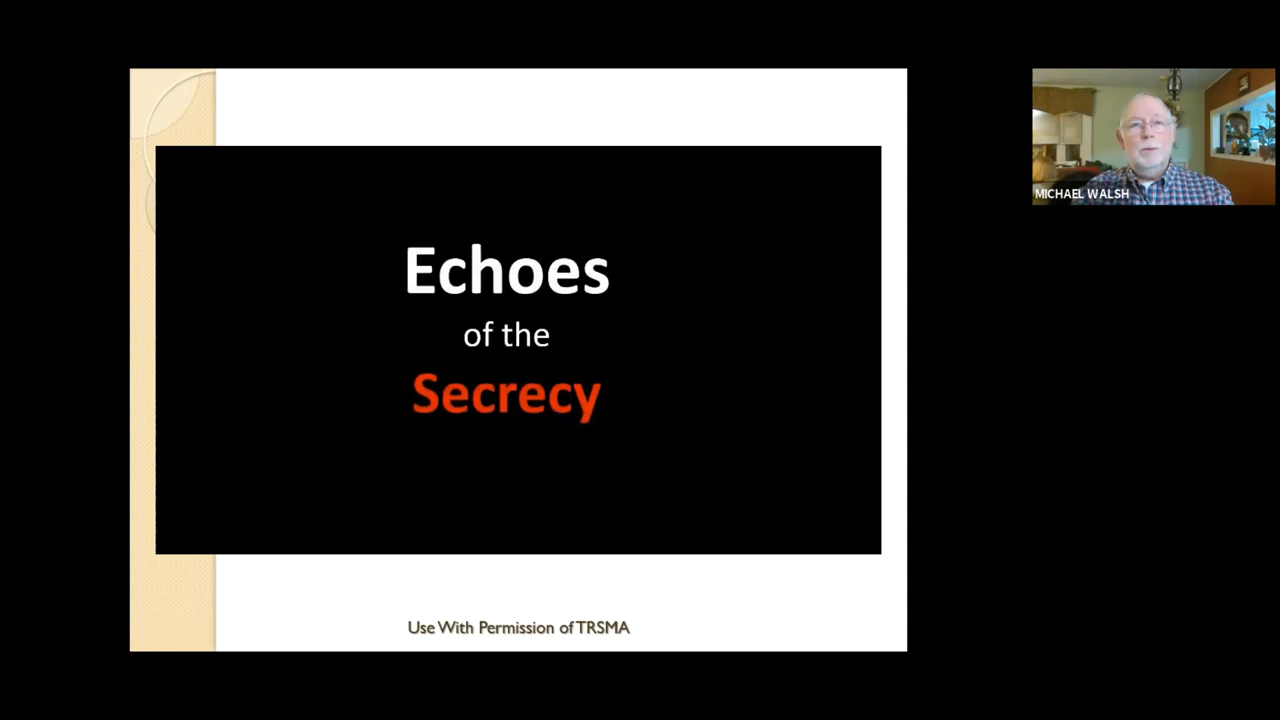 Echoes
of the
Secrecy
Use With Permission of TRSMA
MICHAEL WALSH